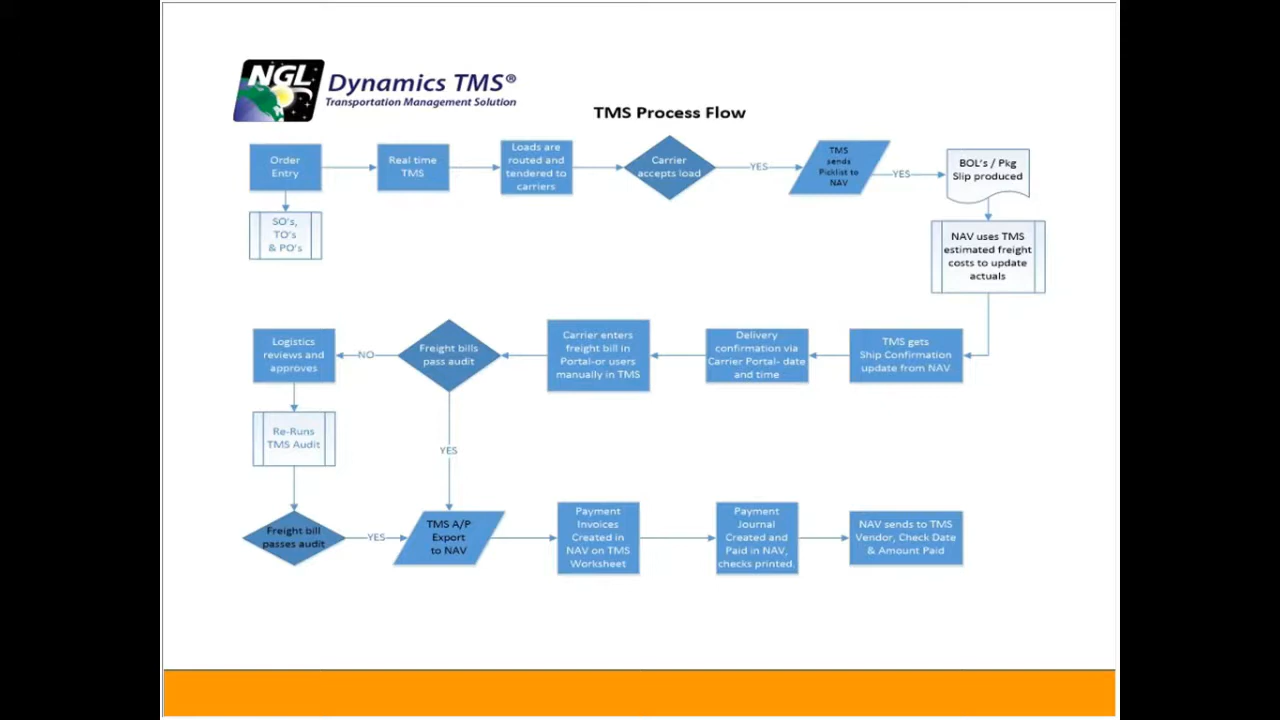 NGL
Dynamics TMS®
Transportation Management Solution
TMS Process Flow
Order
Entry
Real time
TMS
Loads are
routed and
tendered to
carriers
Carrier
accepts load
YES
TMS
sends
Picklist to
NAV
YES
BOL's / Pkg
Slip produced
SO's,
TO's
& PO's
NAV uses TMS
estimated freight
costs to update
actuals
Logistics
reviews and
approves
NO
Freight bills
pass audit
Carrier enters
freight bill in
Portal-or users
manually in TMS
Delivery
confirmation via
Carrier Portal- date
and time
TMS gets
Ship Confirmation
update from NAV
Re-Runs
TMS Audit
YES
Freight bill
passes audit
YES
TMS A/P
Export
to NAV
Payment
Invoices
Created in
NAV on TMS
Worksheet
Payment
Journal
Created and
Paid in NAV,
checks printed.
NAV sends to TMS
Vendor, Check Date
& Amount Paid